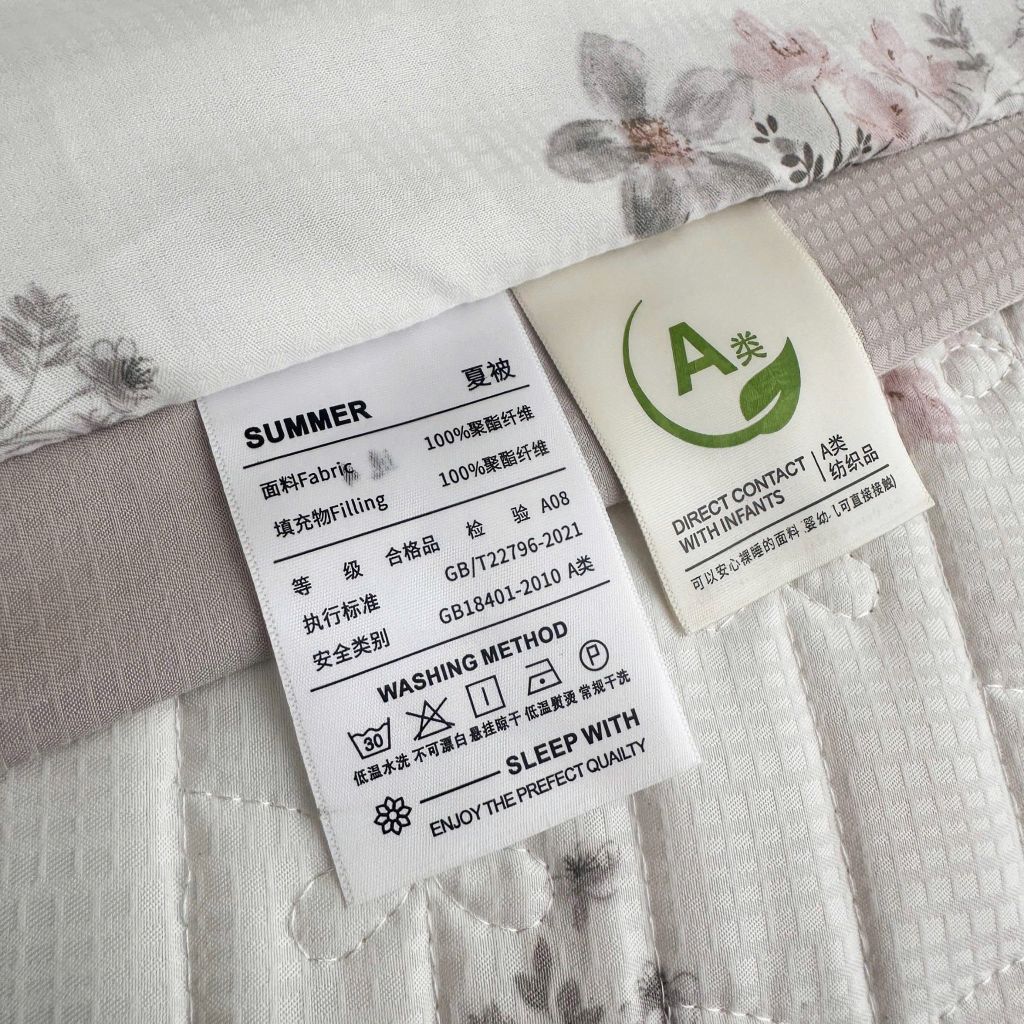 SUMMER 夏被
面料Fabric 100%聚酯纤维
填充物Filling 100%聚酯纤维
等 级 合格品 检 验 A08
执行标准 GB/T22796-2021
安全类别 GB18401-2010 A类
WASHING METHOD
30 P
低温水洗 不可漂白 悬挂晾干 低温熨烫 常规干洗
SLEEP WITH
ENJOY THE PREFECT QUAILTY
A类
DIRECT CONTACT
WITH INFANTS
A类
纺织品
可以安心裸睡的面料(婴幼儿可直接接触)